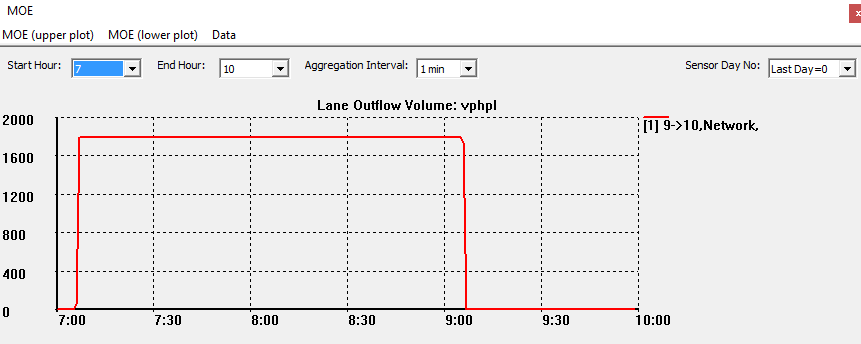 MOE
x
MOE (upper plot) MOE (lower plot) Data
Start Hour: 7 End Hour: 10 Aggregation Interval: 1 min Sensor Day No: Last Day=0
Lane Outflow Volume: vphpl
2000
[1] 9->10,Network,
1600
1200
800
400
0
7:00 7:30 8:00 8:30 9:00 9:30 10:00